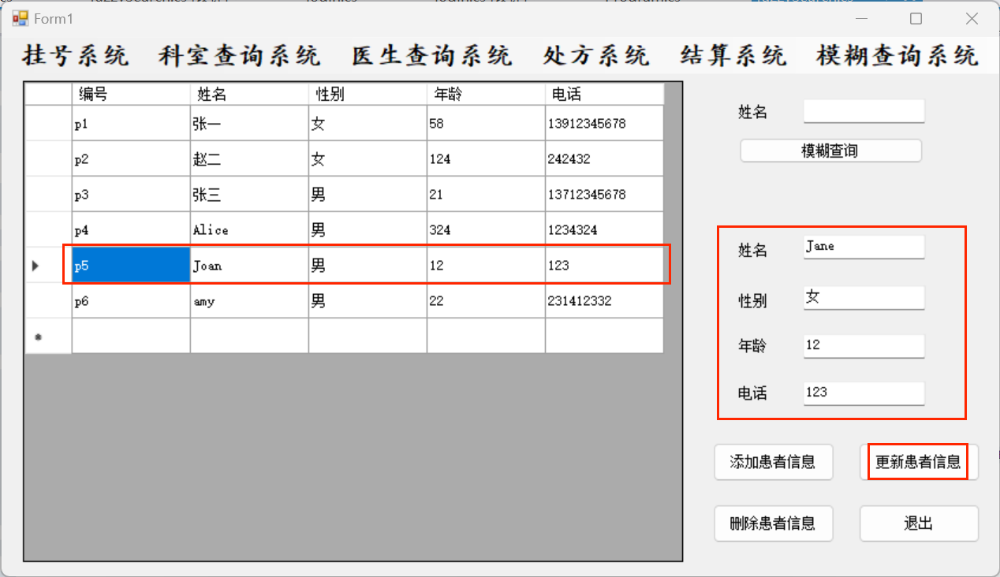 Form1
挂号系统 科室查询系统 医生查询系统 处方系统 结算系统 模糊查询系统
编号 姓名 性别 年龄 电话
p1 张一 女 58 13912345678
p2 赵二 女 124 242432
p3 张三 男 21 13712345678
p4 Alice 男 324 1234324
p5 Joan 男 12 123
p6 amy 男 22 231412332
姓名
模糊查询
姓名 Jane
性别 女
年龄 12
电话 123
添加患者信息 更新患者信息
删除患者信息 退出